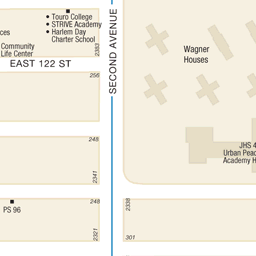 • Touro College
• STRIVE Academy
• Harlem Day
Charter School
ces
Community
Life Center
2383
EAST 122 ST
SECOND AVENUE
Wagner
Houses
256
248
2341
JHS 4
Urban Peac
Academy H
248
PS 96
2321
2338
301